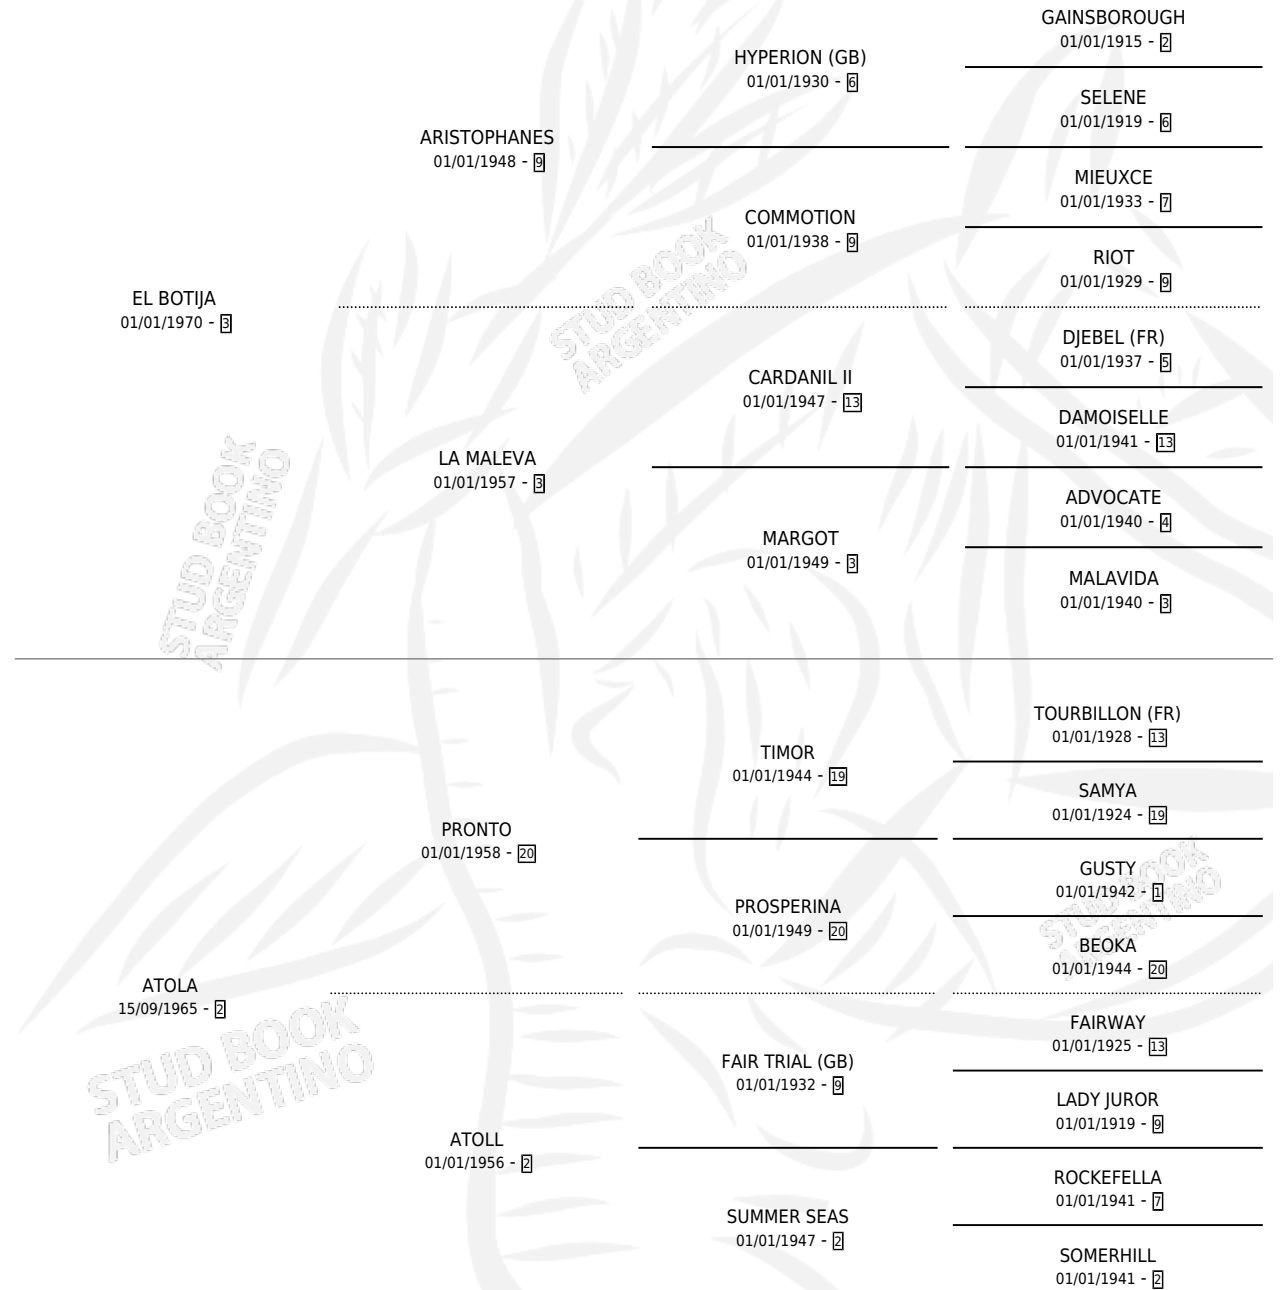 GAINSBOROUGH
01/01/1915 - 2
HYPERION (GB)
01/01/1930 - 6
SELENE
01/01/1919 - 6
ARISTOPHANES
01/01/1948 - 9
MIEUXCE
01/01/1933 - 7
COMMOTION
01/01/1938 - 9
RIOT
01/01/1929 - 9
EL BOTIJA
01/01/1970 - 3
DJEBEL (FR)
01/01/1937 - 5
CARDANIL II
01/01/1947 - 13
DAMOISELLE
01/01/1941 - 13
LA MALEVA
01/01/1957 - 3
ADVOCATE
01/01/1940 - 4
MARGOT
01/01/1949 - 3
MALAVIDA
01/01/1940 - 3
STUD BOOK
ARGENTINO
STUD BOOK
ARGENTINO
TOURBILLON (FR)
01/01/1928 - 13
TIMOR
01/01/1944 - 19
SAMYA
01/01/1924 - 19
PRONTO
01/01/1958 - 20
GUSTY
01/01/1942 - 1
PROSPERINA
01/01/1949 - 20
BEOKA
01/01/1944 - 20
ATOLA
15/09/1965 - 2
FAIRWAY
01/01/1925 - 13
FAIR TRIAL (GB)
01/01/1932 - 9
LADY JUROR
01/01/1919 - 9
ATOLL
01/01/1956 - 2
ROCKEFELLA
01/01/1941 - 7
SUMMER SEAS
01/01/1947 - 2
SOMERHILL
01/01/1941 - 2
STUD BOOK
ARGENTINO
STUD BOOK
ARGENTINO